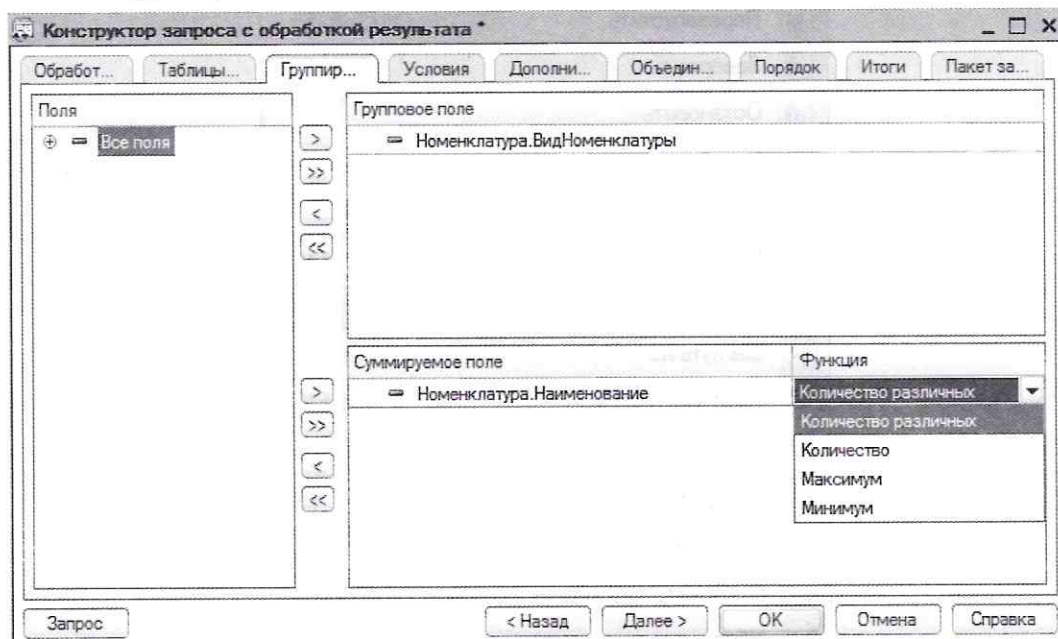 Конструктор запроса с обработкой результата *
Обработ... Таблицы... Группир... Условия Дополни... Объедин... Порядок Итоги Пакет за...
Поля
Все поля
Групповое поле
Номенклатура.ВидНоменклатуры
Суммируемое поле Функция
Номенклатура.Наименование Количество различных
Количество различных
Количество
Максимум
Минимум
Запрос < Назад Далее > OK Отмена Справка